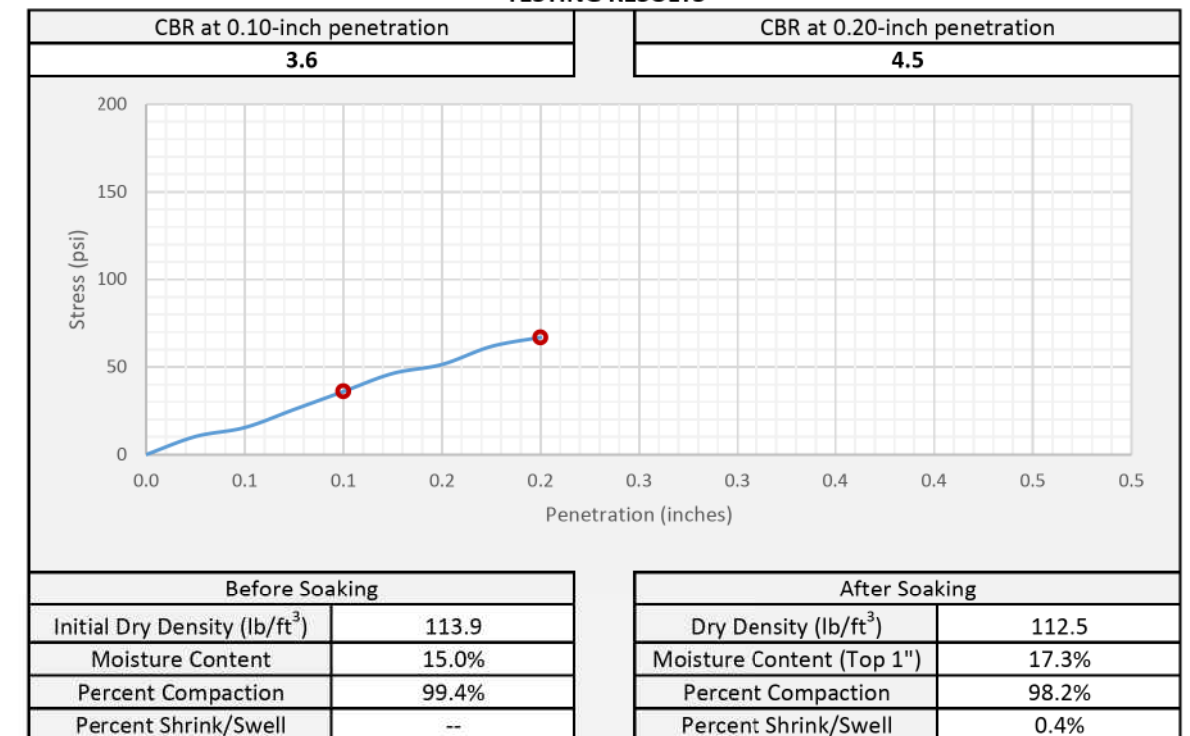 CBR at 0.10-inch penetration
3.6
CBR at 0.20-inch penetration
4.5
200
150
100
50
0
Stress (psi)
0.0 0.1 0.1 0.2 0.2 0.3 0.3 0.4 0.4 0.5 0.5
Penetration (inches)
Before Soaking
Initial Dry Density (lb/ft³) 113.9
Moisture Content 15.0%
Percent Compaction 99.4%
Percent Shrink/Swell --
After Soaking
Dry Density (lb/ft³) 112.5
Moisture Content (Top 1") 17.3%
Percent Compaction 98.2%
Percent Shrink/Swell 0.4%